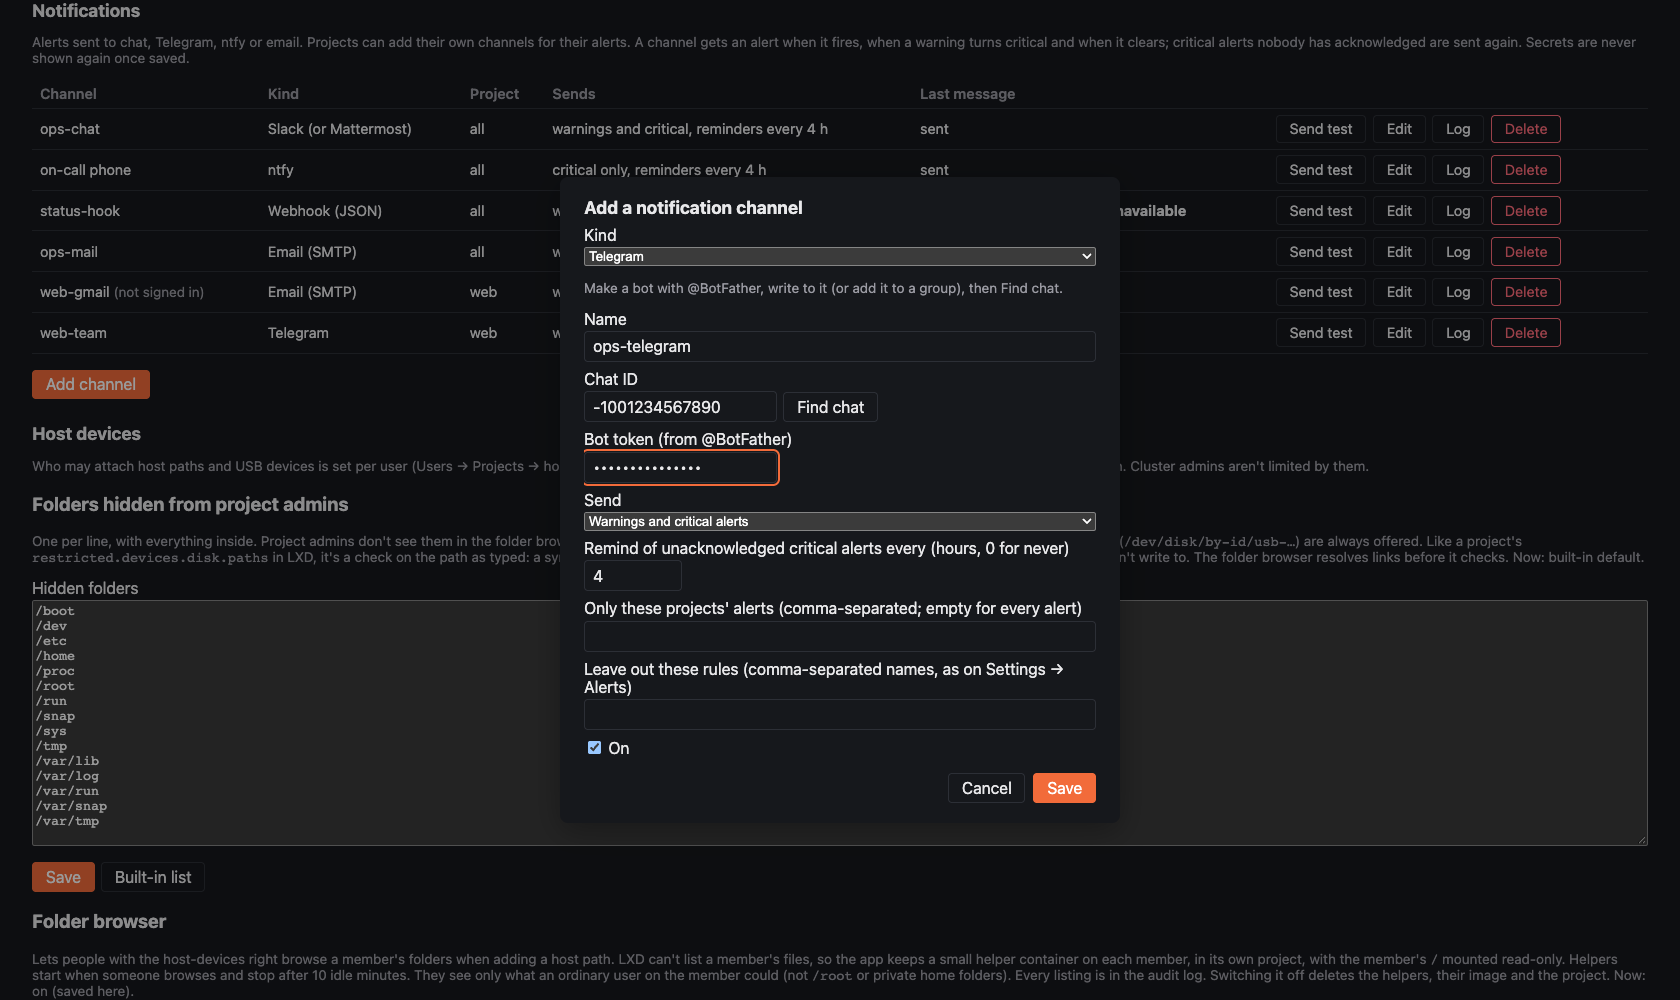 Notifications
Alerts sent to chat, Telegram, ntfy or email. Projects can add their own channels for their alerts. A channel gets an alert when it fires, when a warning turns critical and when it clears; critical alerts nobody has acknowledged are sent again. Secrets are never
shown again once saved.
Channel Kind Project Sends Last message
ops-chat Slack (or Mattermost) all warnings and critical, reminders every 4 h sent Send test Edit Log Delete
on-call phone ntfy all critical only, reminders every 4 h sent Send test Edit Log Delete
status-hook Webhook (JSON) all Send test Edit Log Delete
ops-mail Email (SMTP) all Send test Edit Log Delete
web-gmail (not signed in) Email (SMTP) web Send test Edit Log Delete
web-team Telegram web Send test Edit Log Delete
Add channel
Add a notification channel
Kind
Telegram
Make a bot with @BotFather, write to it (or add it to a group), then Find chat.
Name
ops-telegram
Chat ID
-1001234567890 Find chat
Bot token (from @BotFather)
•••••••••••••••
Send
Warnings and critical alerts
Remind of unacknowledged critical alerts every (hours, 0 for never)
4
Only these projects' alerts (comma-separated; empty for every alert)
Leave out these rules (comma-separated names, as on Settings →
Alerts)
On
Cancel Save
Host devices
Who may attach host paths and USB devices is set per user (Users → Projects → . Cluster admins aren't limited by them.
Folders hidden from project admins
One per line, with everything inside. Project admins don't see them in the folder (/dev/disk/by-id/usb-…) are always offered. Like a project's
restricted.devices.disk.paths in LXD, it's a check on the path as typed: a write to. The folder browser resolves links before it checks. Now: built-in default.
Hidden folders
/boot
/dev
/etc
/home
/proc
/root
/run
/snap
/sys
/tmp
/var/lib
/var/log
/var/run
/var/snap
/var/tmp
Save Built-in list
Folder browser
Lets people with the host-devices right browse a member's folders when adding a host path. LXD can't list a member's files, so the app keeps a small helper container on each member, in its own project, with the member's / mounted read-only. Helpers
start when someone browses and stop after 10 idle minutes. They see only what an ordinary user on the member could (not /root or private home folders). Every listing is in the audit log. Switching it off deletes the helpers, their image and the project. Now:
on (saved here).